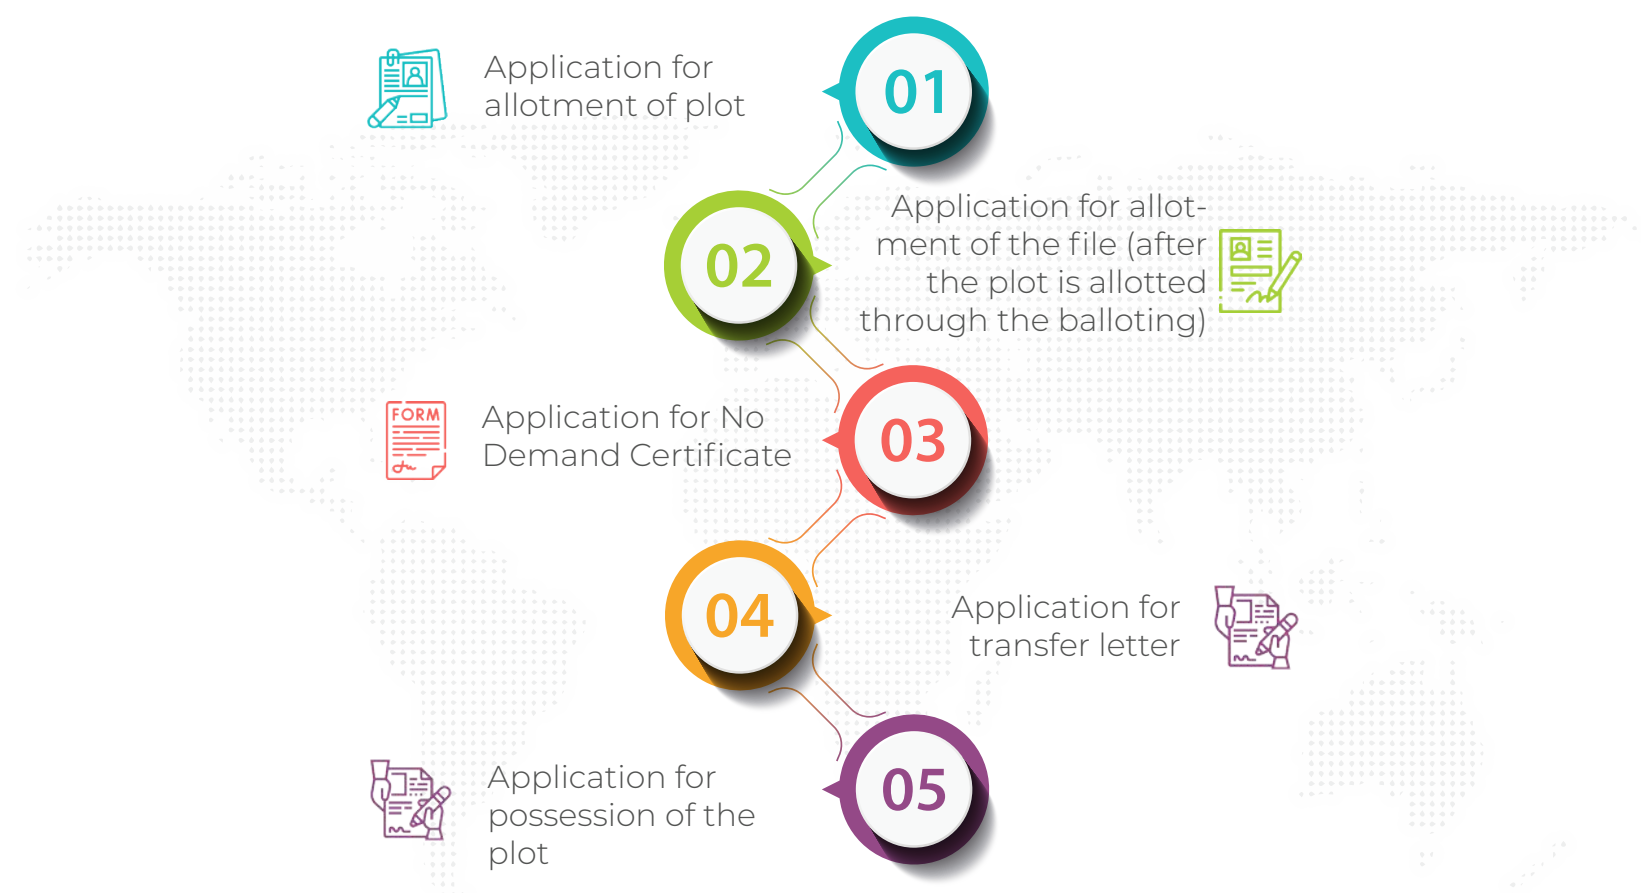 01
Application for
allotment of plot
02
Application for allot-
ment of the file (after
the plot is allotted
through the balloting)
03
FORM
Application for No
Demand Certificate
04
Application for
transfer letter
05
Application for
possession of the
plot